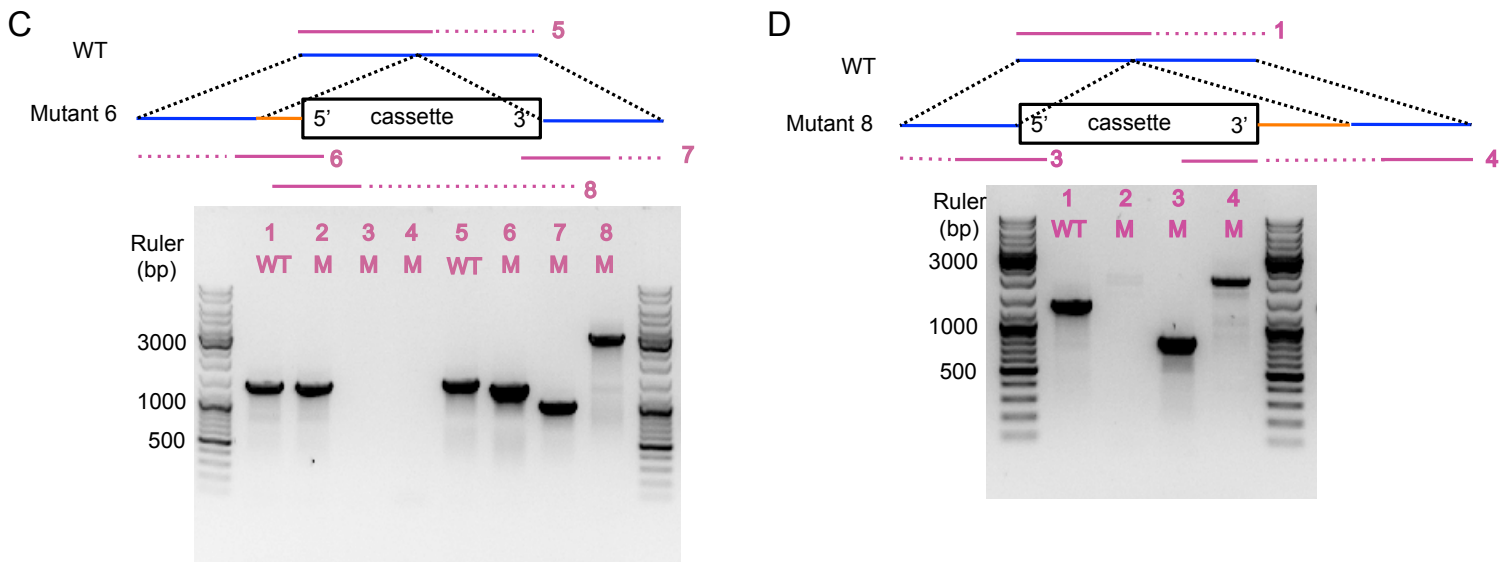 C
5
WT
Mutant 6
5’ cassette 3’
6
7
8
Ruler
(bp)
1 2 3 4 5 6 7 8
WT M M M WT M M M
3000
1000
500
D
1
WT
Mutant 8
5’ cassette 3’
3
4
Ruler
(bp)
1 2 3 4
WT M M M
3000
1000
500